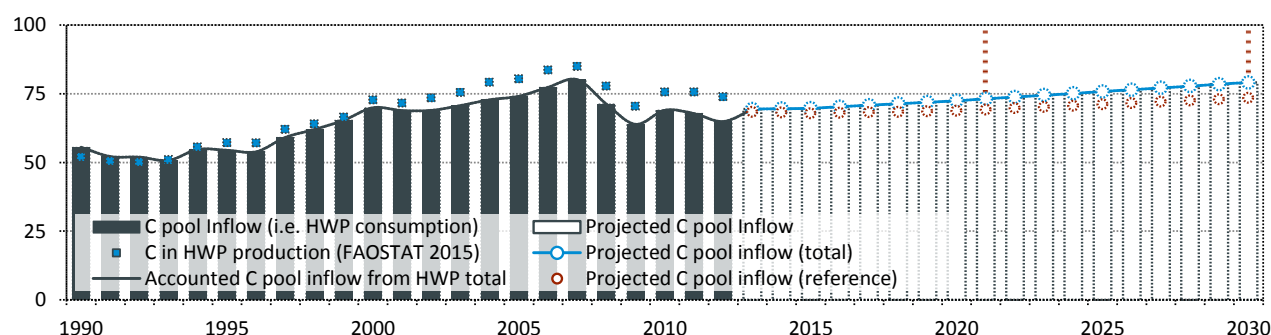 100
75
50
25
0
C pool Inflow (i.e. HWP consumption)
Projected C pool Inflow
C in HWP production (FAOSTAT 2015)
Projected C pool inflow (total)
Accounted C pool inflow from HWP total
Projected C pool inflow (reference)
1990 1995 2000 2005 2010 2015 2020 2025 2030